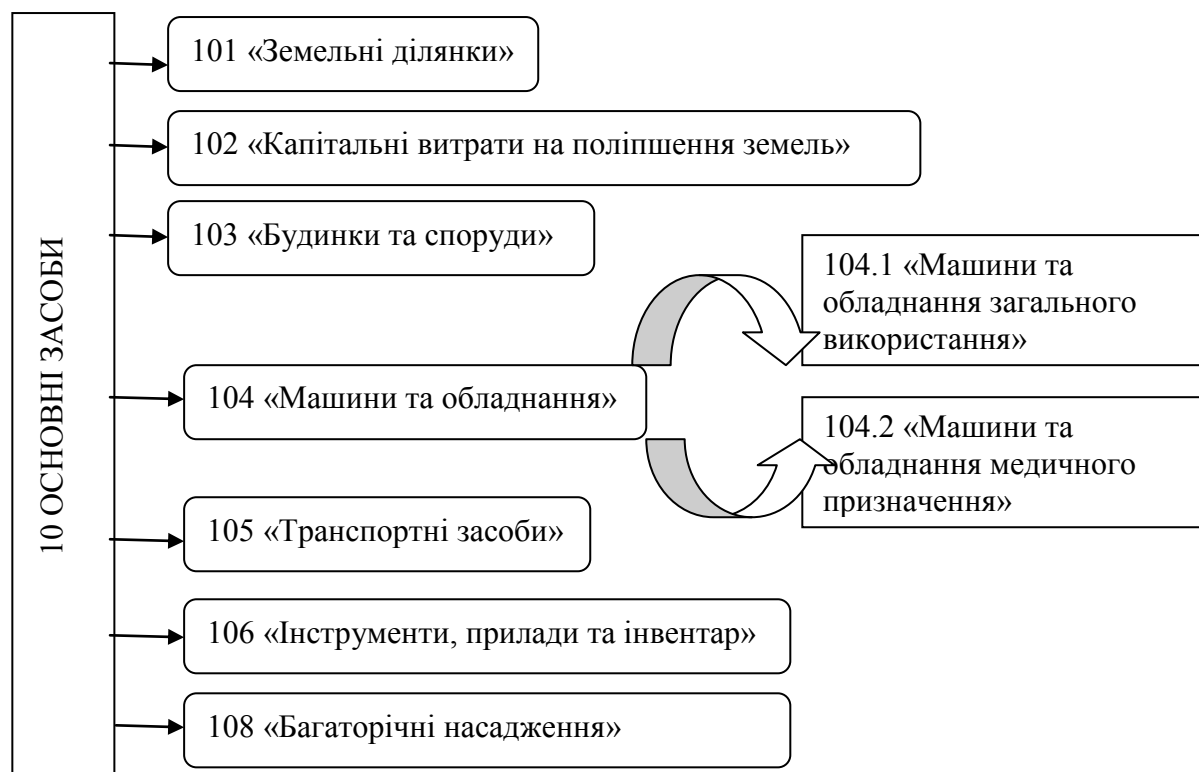 10 ОСНОВНІ ЗАСОБИ
101 «Земельні ділянки»
102 «Капітальні витрати на поліпшення земель»
103 «Будинки та споруди»
104 «Машини та обладнання»
104.1 «Машини та
обладнання загального
використання»
104.2 «Машини та
обладнання медичного
призначення»
105 «Транспортні засоби»
106 «Інструменти, прилади та інвентар»
108 «Багаторічні насадження»